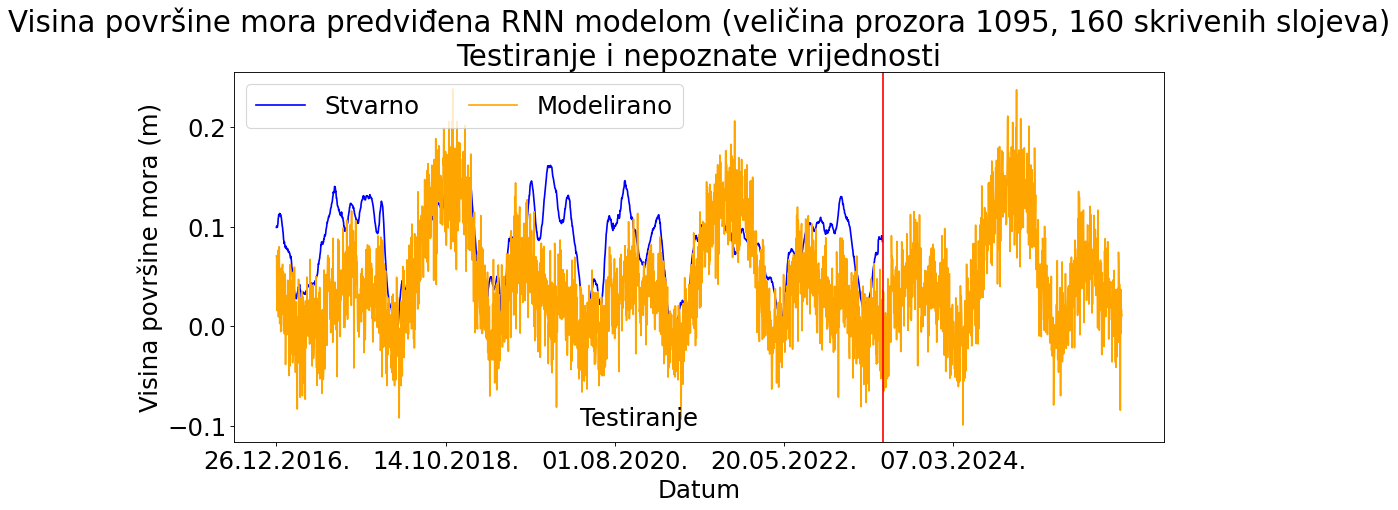 Visina površine mora predviđena RNN modelom (veličina prozora 1095, 160 skrivenih slojeva)
Testiranje i nepoznate vrijednosti
Stvarno Modelirano
Visina površine mora (m)
0.2
0.1
0.0
−0.1
Testiranje
26.12.2016. 14.10.2018. 01.08.2020. 20.05.2022. 07.03.2024.
Datum